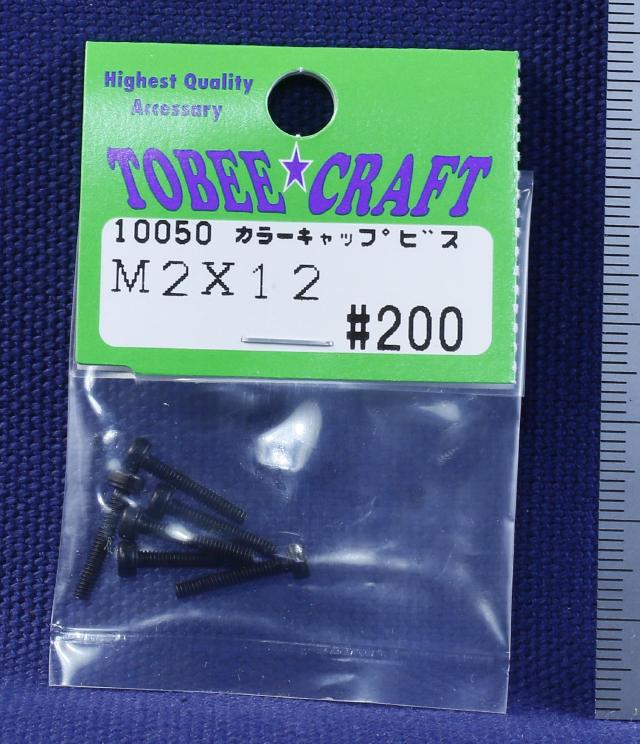 Highest Quality
Accessary
TOBEE★CRAFT
10050 カラーキャップビス
M2X12
#200